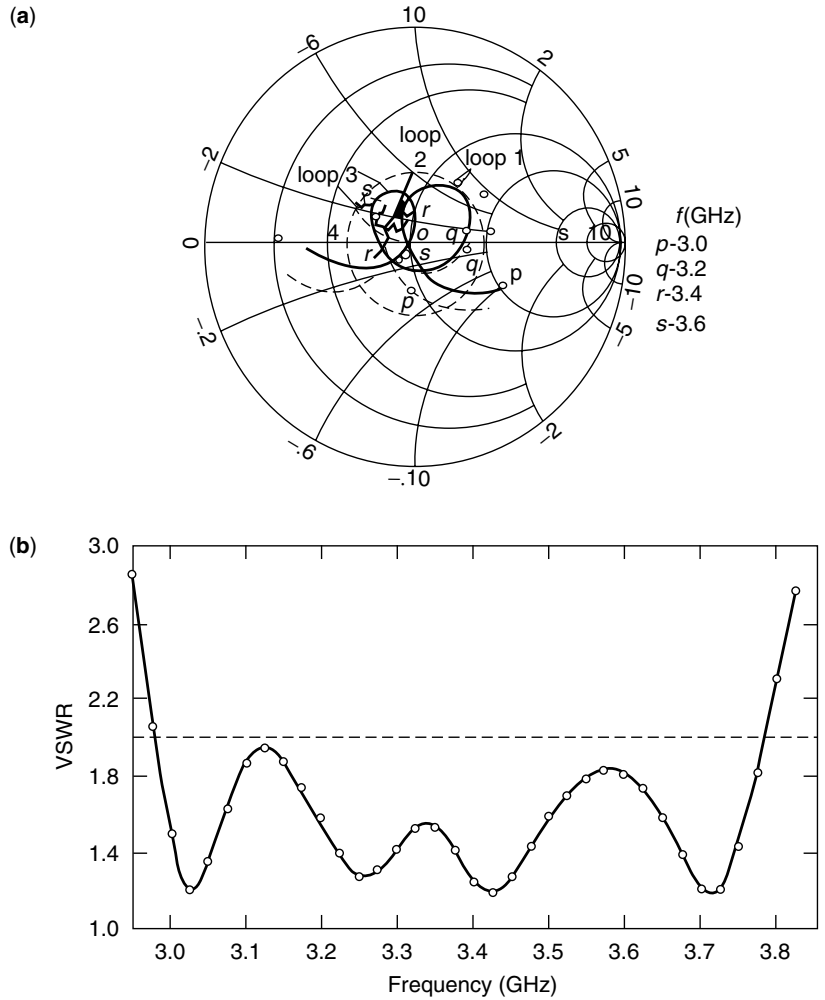 (a)
10
–6
2
–2
loop
2
loop 1
5
loop 3
s
10
r
f(GHz)
0
4
o
q
s
10
p-3.0
r
s
q
q-3.2
p
–10
r-3.4
p
–.2
–5
s-3.6
–.6
–2
–.10
(b)
3.0
2.6
2.2
VSWR
1.8
1.4
1.0
3.0 3.1 3.2 3.3 3.4 3.5 3.6 3.7 3.8
Frequency (GHz)